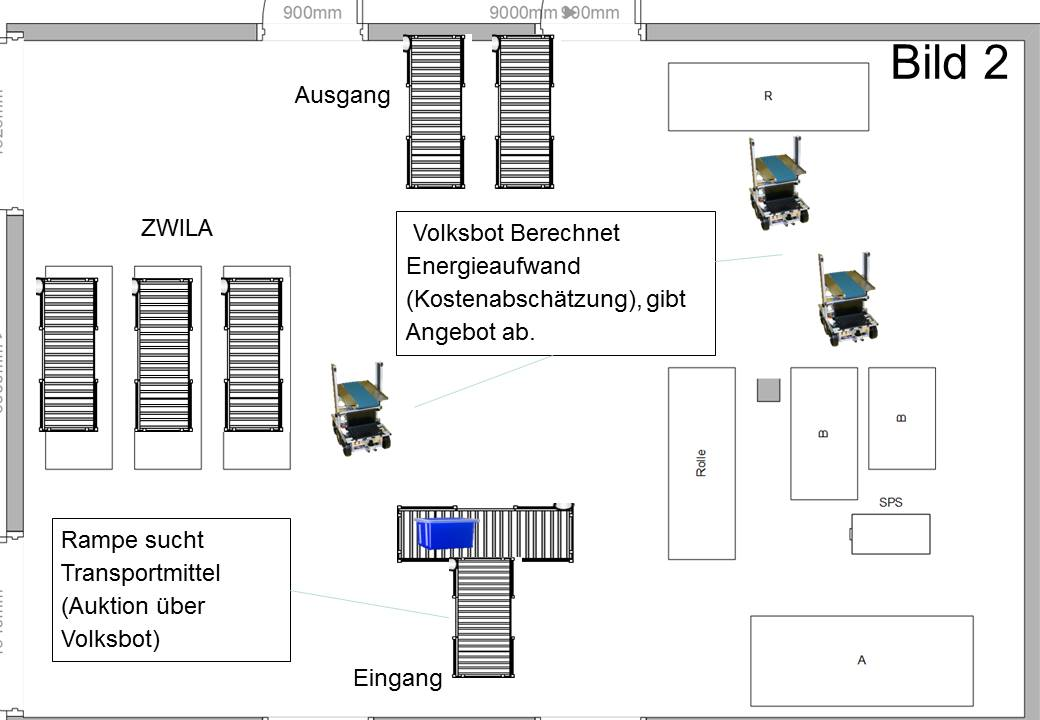 900mm
9000mm
900mm
Bild 2
Ausgang
R
ZWILA
Volksbot Berechnet
Energieaufwand
(Kostenabschätzung), gibt
Angebot ab.
Rolle
B
B
SPS
Rampe sucht
Transportmittel
(Auktion über
Volksbot)
A
Eingang